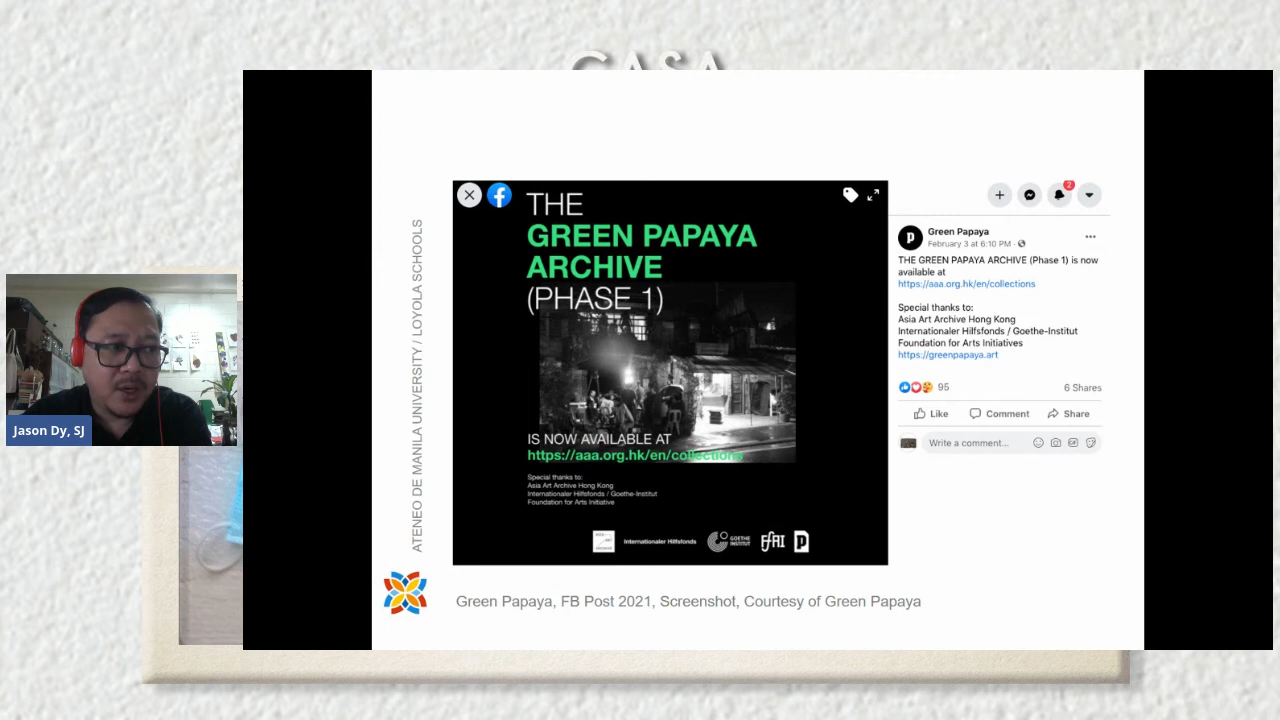 CASA
THE
GREEN PAPAYA
ARCHIVE
(PHASE 1)
IS NOW AVAILABLE AT
https://aaa.org.hk/en/collections
Special thanks to:
Asia Art Archive Hong Kong
Internationaler Hilfsfonds / Goethe-Institut
Foundation for Arts Initiative
Internationaler Hilfsfonds
GOETHE
INSTITUT
FfAI
p
2
p
Green Papaya
February 3 at 6:10 PM ·
THE GREEN PAPAYA ARCHIVE (Phase 1) is now
available at
https://aaa.org.hk/en/collections
Special thanks to:
Asia Art Archive Hong Kong
Internationaler Hilfsfonds / Goethe-Institut
Foundation for Arts Initiatives
https://greenpapaya.art
95
6 Shares
Like
Comment
Share
Write a comment...
ATENEO DE MANILA UNIVERSITY / LOYOLA SCHOOLS
Jason Dy, SJ
Green Papaya, FB Post 2021, Screenshot, Courtesy of Green Papaya